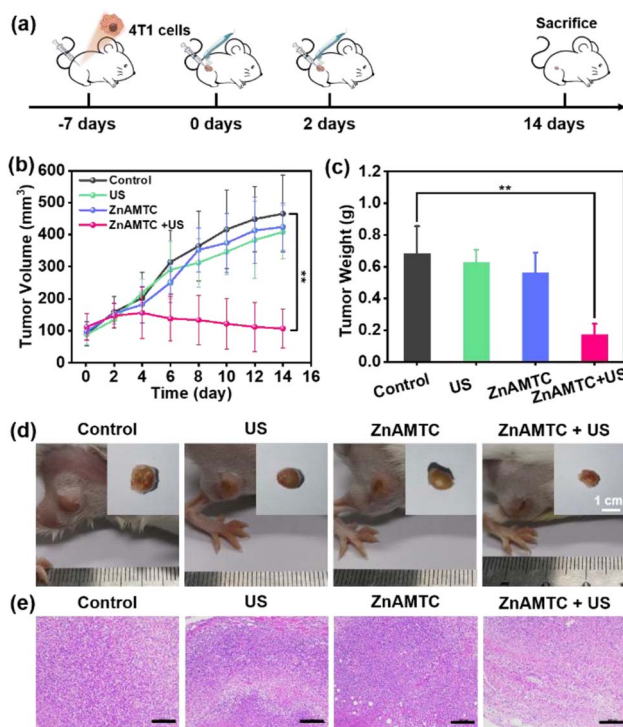 (a)
4T1 cells
Sacrifice
-7 days
0 days
2 days
14 days
(b)
600
500
400
300
200
100
0
Tumor Volume (mm³)
Control
US
ZnAMTC
ZnAMTC +US
**
0 2 4 6 8 10 12 14 16
Time (day)
(c)
1.2
1.0
0.8
0.6
0.4
0.2
0.0
Tumor Weight (g)
**
Control
US
ZnAMTC
ZnAMTC+US
(d)
Control
US
ZnAMTC
ZnAMTC + US
1 cm
(e)
Control
US
ZnAMTC
ZnAMTC + US